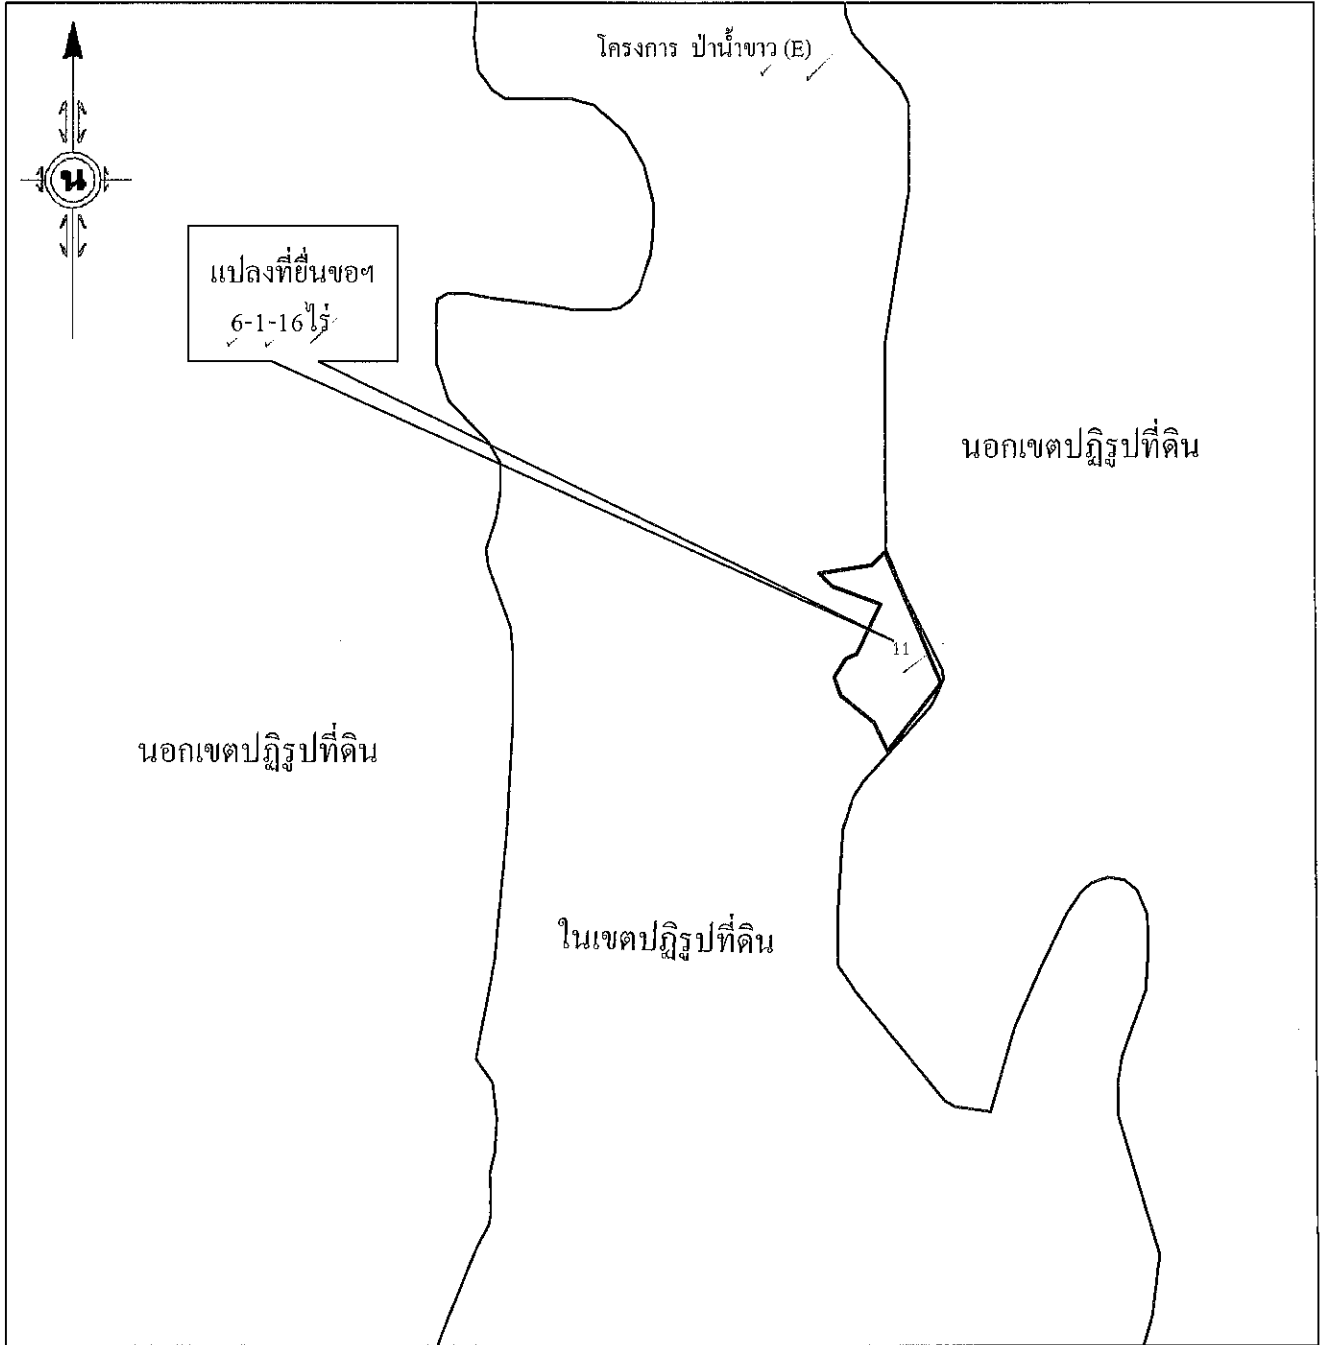 โครงการ ป่าน้ำขาว (E)
น
แปลงที่ยื่นขอฯ
6-1-16 ไร่
นอกเขตปฏิรูปที่ดิน
11
นอกเขตปฏิรูปที่ดิน
ในเขตปฏิรูปที่ดิน